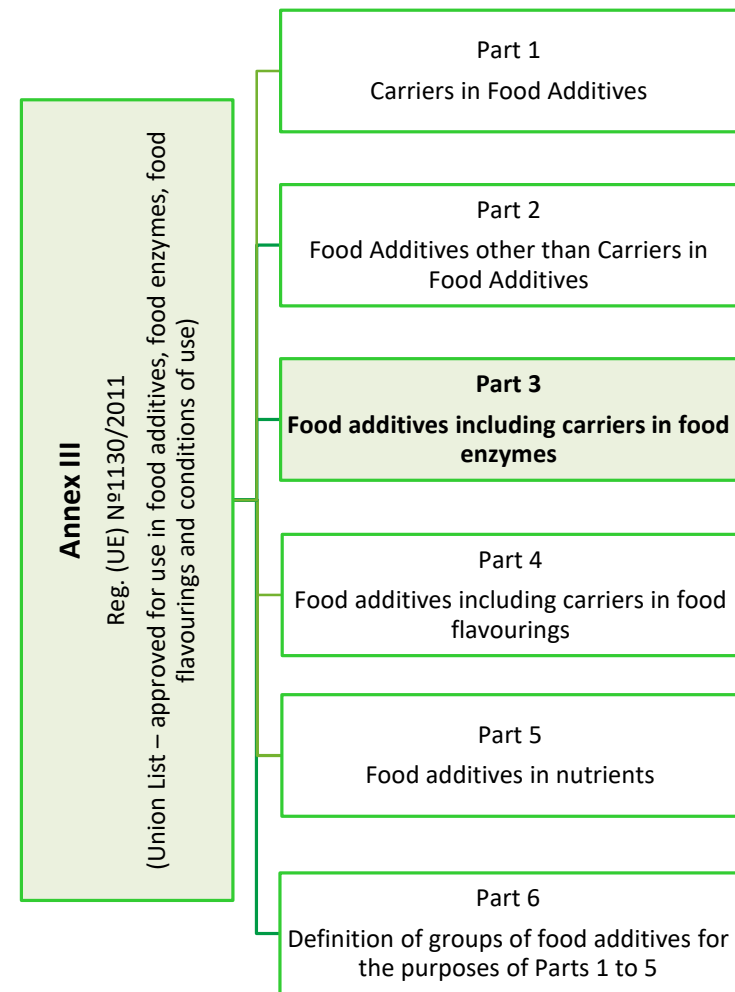 Annex III
Reg. (UE) Nº1130/2011
(Union List – approved for use in food additives, food enzymes, food
flavourings and conditions of use)
Part 1
Carriers in Food Additives
Part 2
Food Additives other than Carriers in
Food Additives
Part 3
Food additives including carriers in food
enzymes
Part 4
Food additives including carriers in food
flavourings
Part 5
Food additives in nutrients
Part 6
Definition of groups of food additives for
the purposes of Parts 1 to 5